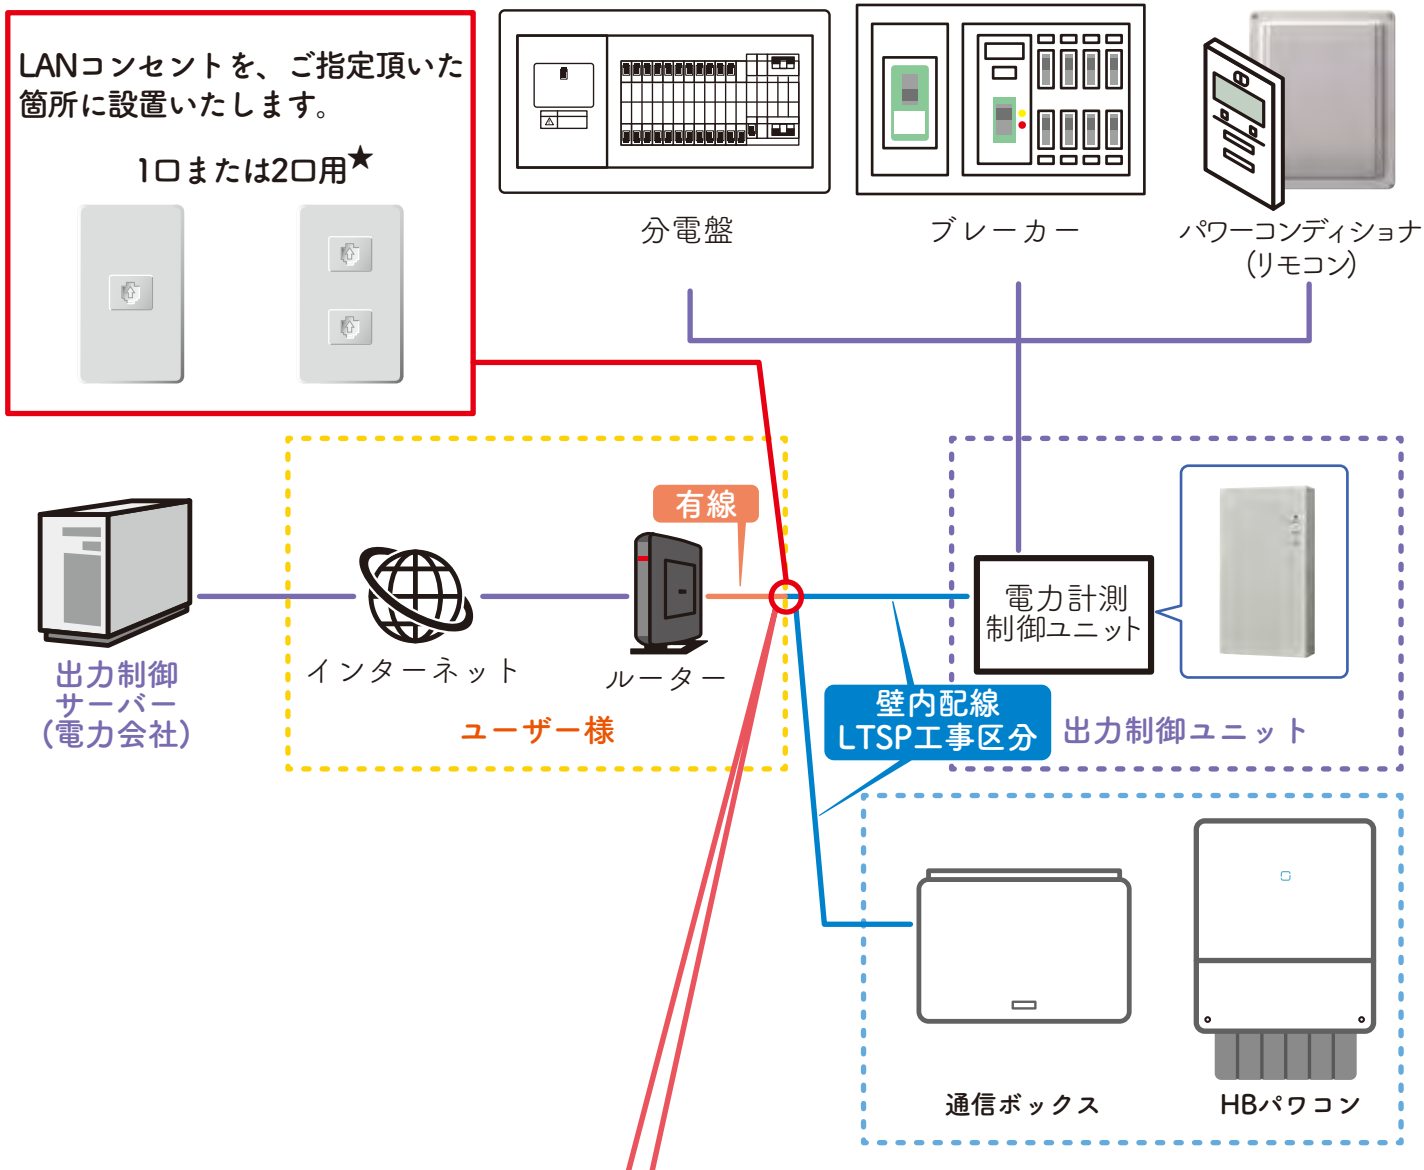 LANコンセントを、ご指定頂いた
箇所に設置いたします。
1口または2口用★
分電盤
ブレーカー
パワーコンディショナ
(リモコン)
有線
電力計測
制御ユニット
出力制御
サーバー
(電力会社)
インターネット
ルーター
ユーザー様
壁内配線
LTSP工事区分
出力制御ユニット
通信ボックス
HBパワコン